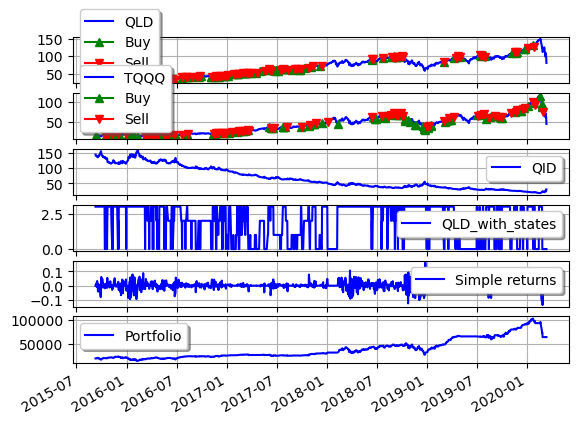 QLD
Buy
Sell
150
100
50
TQQQ
Buy
Sell
100
50
QID
150
100
50
QLD_with_states
2.5
0.0
Simple returns
0.1
0.0
−0.1
Portfolio
100000
50000
2015-07
2016-01
2016-07
2017-01
2017-07
2018-01
2018-07
2019-01
2019-07
2020-01